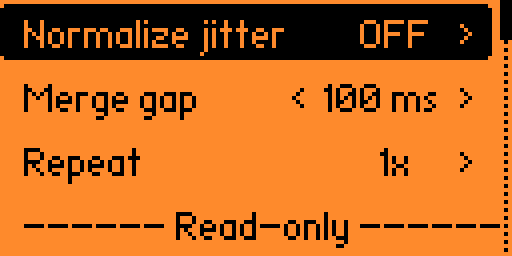 Normalize jitter OFF >
Merge gap < 100 ms >
Repeat 1x >
------ Read-only ------